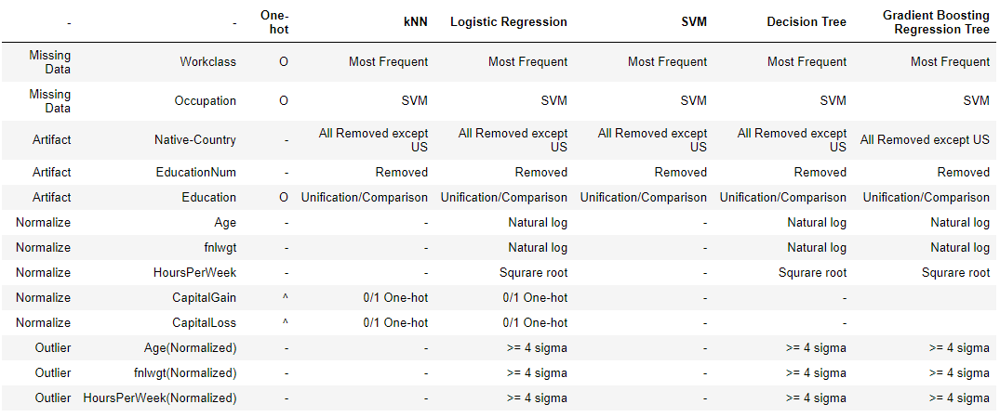 - - One-hot kNN Logistic Regression SVM Decision Tree Gradient Boosting Regression Tree
Missing Data Workclass O Most Frequent Most Frequent Most Frequent Most Frequent Most Frequent
Missing Data Occupation O SVM SVM SVM SVM SVM
Artifact Native-Country - All Removed except US All Removed except US All Removed except US All Removed except US All Removed except US
Artifact EducationNum - Removed Removed Removed Removed Removed
Artifact Education O Unification/Comparison Unification/Comparison Unification/Comparison Unification/Comparison Unification/Comparison
Normalize Age - - Natural log - Natural log Natural log
Normalize fnlwgt - - Natural log - Natural log Natural log
Normalize HoursPerWeek - - Squrare root - Squrare root Squrare root
Normalize CapitalGain ^ 0/1 One-hot 0/1 One-hot - -
Normalize CapitalLoss ^ 0/1 One-hot 0/1 One-hot - -
Outlier Age(Normalized) - - >= 4 sigma - >= 4 sigma >= 4 sigma
Outlier fnlwgt(Normalized) - - >= 4 sigma - >= 4 sigma >= 4 sigma
Outlier HoursPerWeek(Normalized) - - >= 4 sigma - >= 4 sigma >= 4 sigma